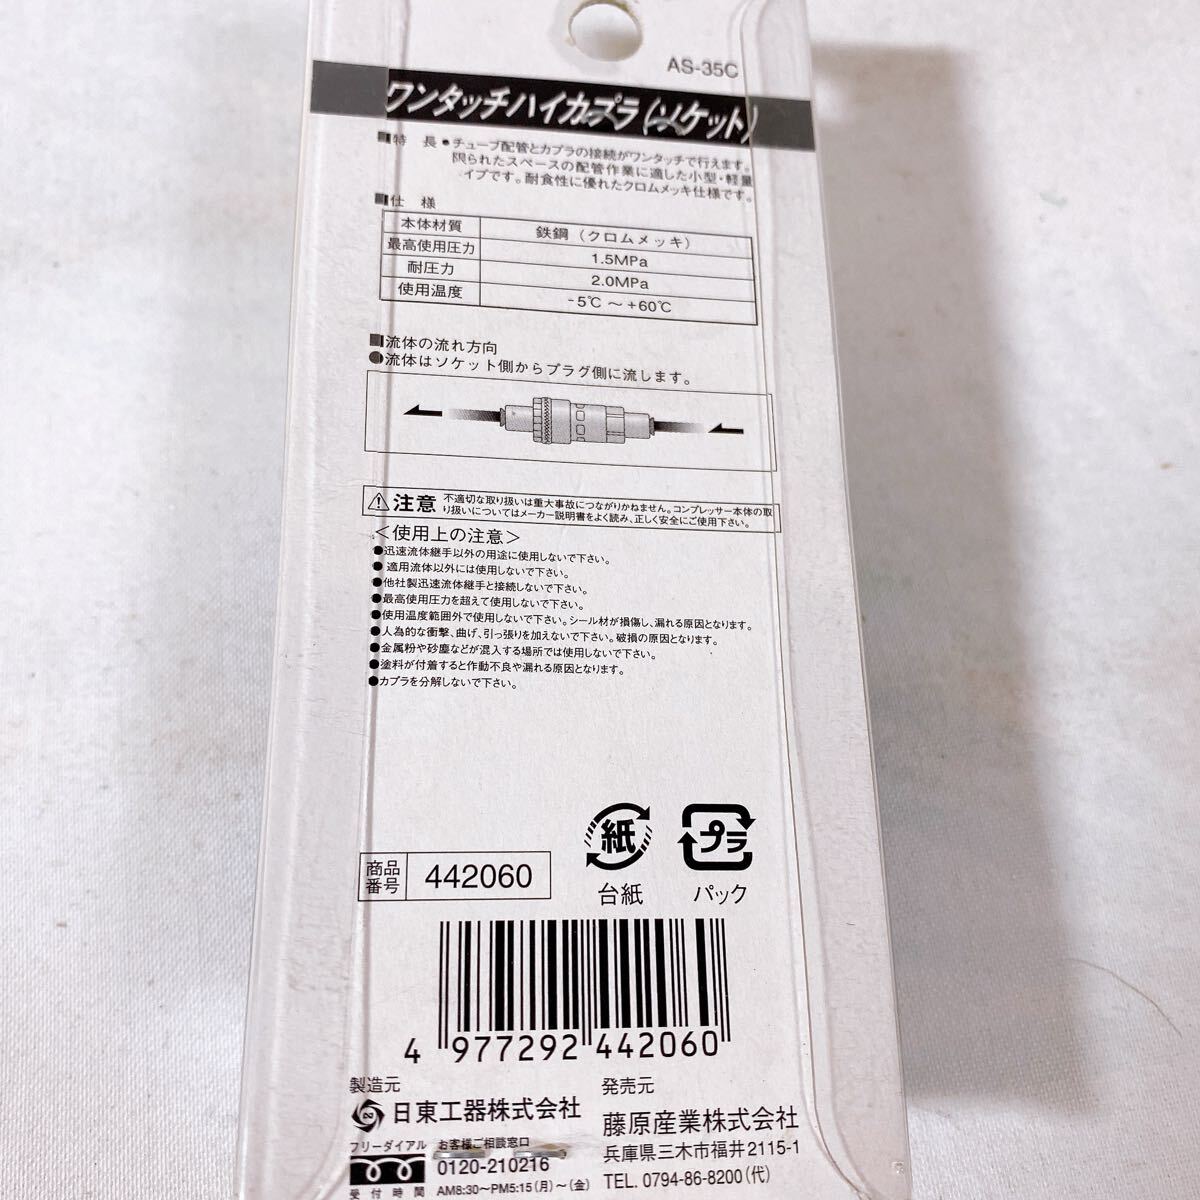 AS-35C
ワンタッチハイカプラ(ソケット)
■特 長 ●チューブ配管とカプラの接続がワンタッチで行えます。
限られたスペースの配管作業に適した小型・軽量
イプです。耐食性に優れたクロムメッキ仕様です。
■仕 様
本体材質 鉄鋼(クロムメッキ)
最高使用圧力 1.5MPa
耐圧力 2.0MPa
使用温度 -5℃ ～ +60℃
■流体の流れ方向
●流体はソケット側からプラグ側に流します。
注意 不適切な取り扱いは重大事故につながりかねません。コンプレッサー本体の取
り扱いについてはメーカー説明書をよく読み、正しく安全にご使用下さい。
＜使用上の注意＞
●迅速流体継手以外の用途に使用しないで下さい。
●適用流体以外には使用しないで下さい。
●他社製迅速流体継手と接続しないで下さい。
●最高使用圧力を超えて使用しないで下さい。
●使用温度範囲外で使用しないで下さい。シール材が損傷し、漏れる原因となります。
●人為的な衝撃、曲げ、引っ張りを加えないで下さい。破損の原因となります。
●金属粉や砂塵などが混入する場所では使用しないで下さい。
●塗料が付着すると作動不良や漏れる原因となります。
●カプラを分解しないで下さい。
紙
プラ
台紙
パック
商品番号 442060
4 977292 442060
製造元
日東工器株式会社
フリーダイアル
お客様ご相談窓口
0120-210216
受付時間 AM8:30～PM5:15(月)～(金)
発売元
藤原産業株式会社
兵庫県三木市福井2115-1
TEL. 0794-86-8200(代)